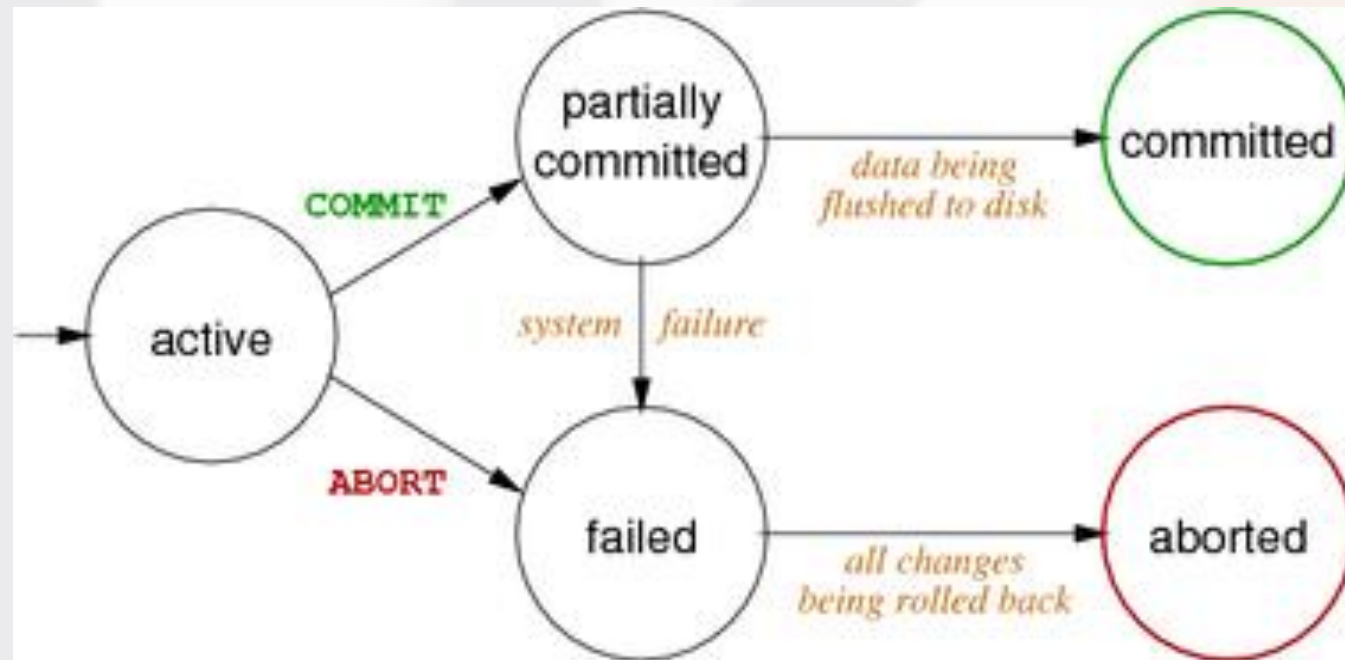 partially
committed
committed
data being
flushed to disk
COMMIT
active
system failure
ABORT
failed
aborted
all changes
being rolled back